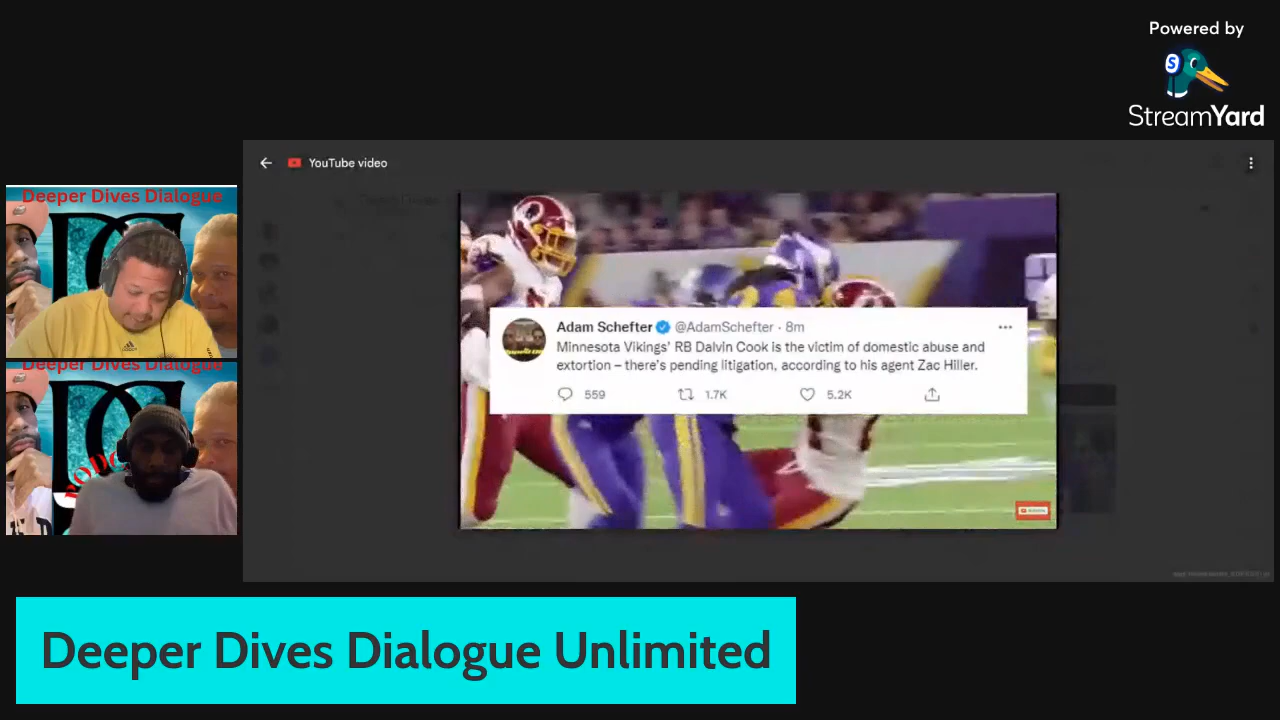 Powered by
S
StreamYard
YouTube video
Deeper Dives Dialogue
Adam Schefter @AdamSchefter · 8m
Minnesota Vikings' RB Dalvin Cook is the victim of domestic abuse and
extortion – there's pending litigation, according to his agent Zac Hiller.
559 1.7K 5.2K
Deeper Dives Dialogue
Deeper Dives Dialogue Unlimited